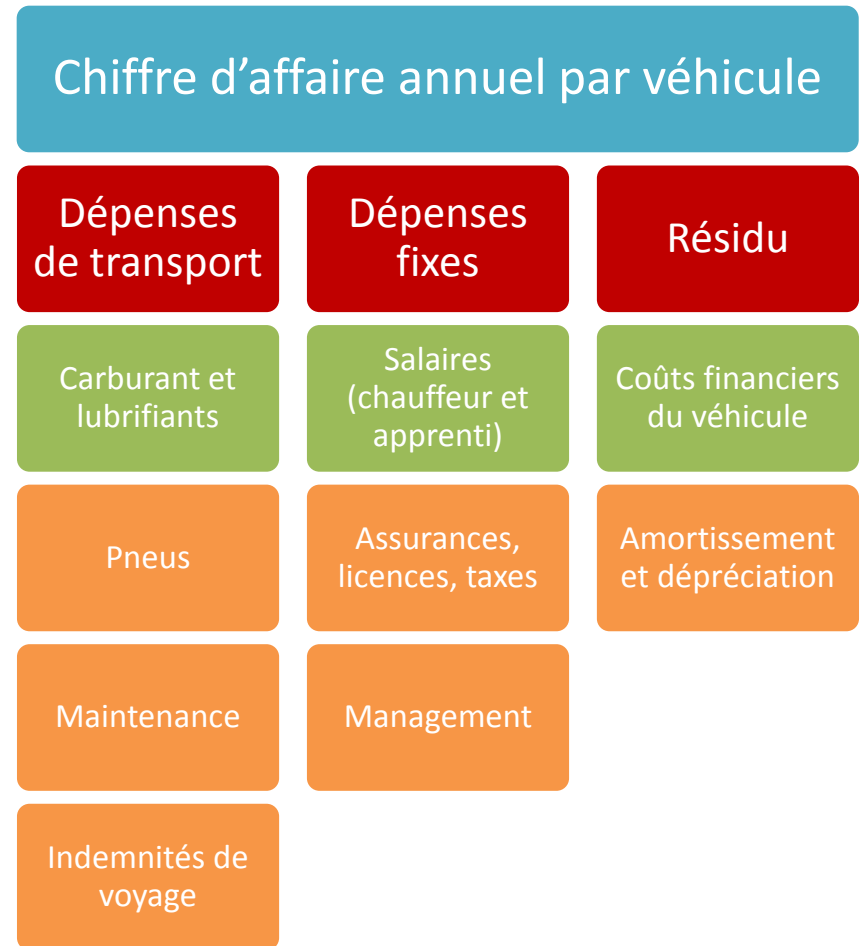 Chiffre d’affaire annuel par véhicule
Dépenses
de transport
Dépenses
fixes
Résidu
Carburant et
lubrifiants
Salaires
(chauffeur et
apprenti)
Coûts financiers
du véhicule
Pneus
Assurances,
licences, taxes
Amortissement
et dépréciation
Maintenance
Management
Indemnités de
voyage